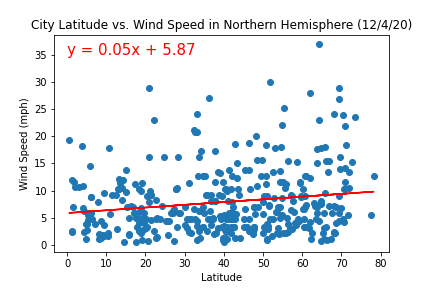 City Latitude vs. Wind Speed in Northern Hemisphere (12/4/20)
y = 0.05x + 5.87
Wind Speed (mph)
35
30
25
20
15
10
5
0
0 10 20 30 40 50 60 70 80
Latitude